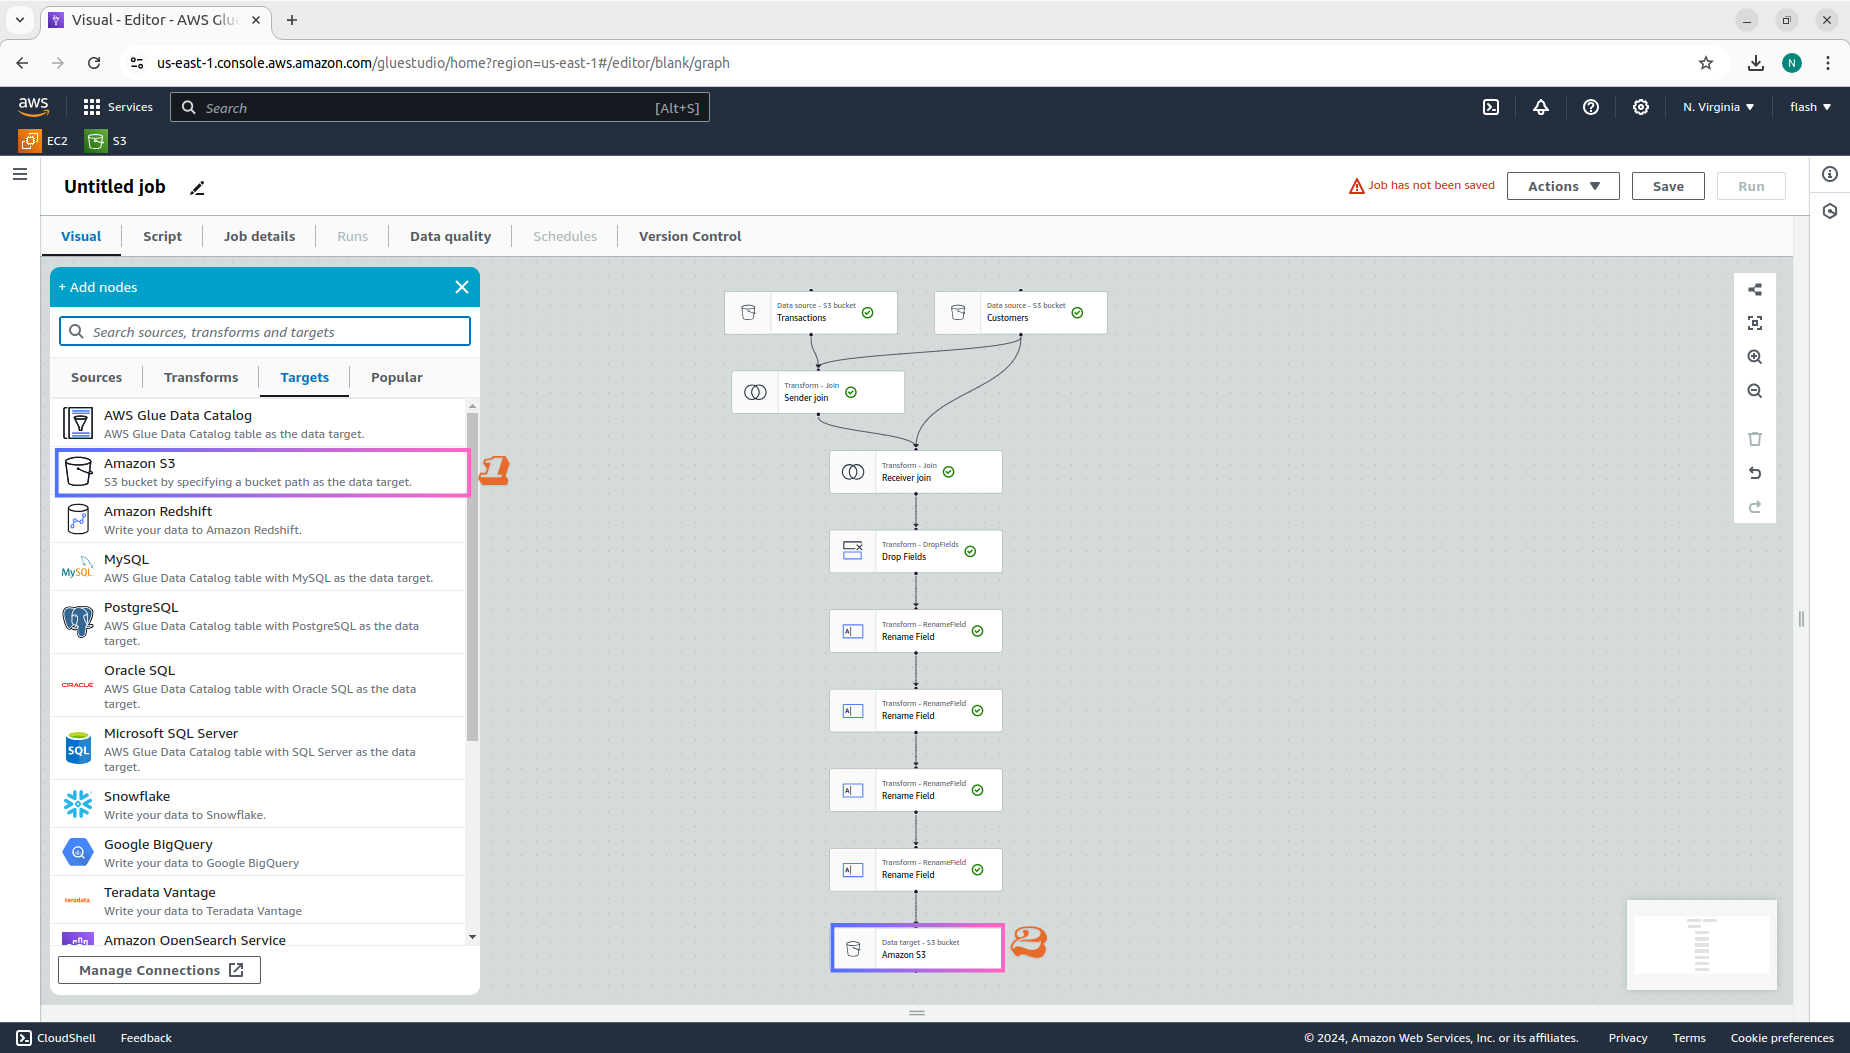 Visual - Editor - AWS Glue
us-east-1.console.aws.amazon.com/gluestudio/home?region=us-east-1#/editor/blank/graph
N
aws
Services
Search
[Alt+S]
N. Virginia
flash
EC2
S3
Untitled job
Job has not been saved
Actions
Save
Run
Visual
Script
Job details
Runs
Data quality
Schedules
Version Control
+ Add nodes
Search sources, transforms and targets
Sources
Transforms
Targets
Popular
AWS Glue Data Catalog
AWS Glue Data Catalog table as the data target.
Amazon S3
S3 bucket by specifying a bucket path as the data target.
1
Amazon Redshift
Write your data to Amazon Redshift.
MySQL
MySQL
AWS Glue Data Catalog table with MySQL as the data target.
PostgreSQL
AWS Glue Data Catalog table with PostgreSQL as the data
target.
Oracle SQL
ORACLE
AWS Glue Data Catalog table with Oracle SQL as the data
target.
Microsoft SQL Server
SQL
AWS Glue Data Catalog table with SQL Server as the data
target.
Snowflake
Write your data to Snowflake.
Google BigQuery
Write your data to Google BigQuery
Teradata Vantage
teradata.
Write your data to Teradata Vantage
Amazon OpenSearch Service
Manage Connections
Data source - S3 bucket
Transactions
Data source - S3 bucket
Customers
Transform - Join
Sender join
Transform - Join
Receiver join
Transform - DropFields
Drop Fields
Transform - RenameField
A
Rename Field
Transform - RenameField
A
Rename Field
Transform - RenameField
A
Rename Field
Transform - RenameField
A
Rename Field
Data target - S3 bucket
Amazon S3
2
CloudShell
Feedback
© 2024, Amazon Web Services, Inc. or its affiliates.
Privacy
Terms
Cookie preferences